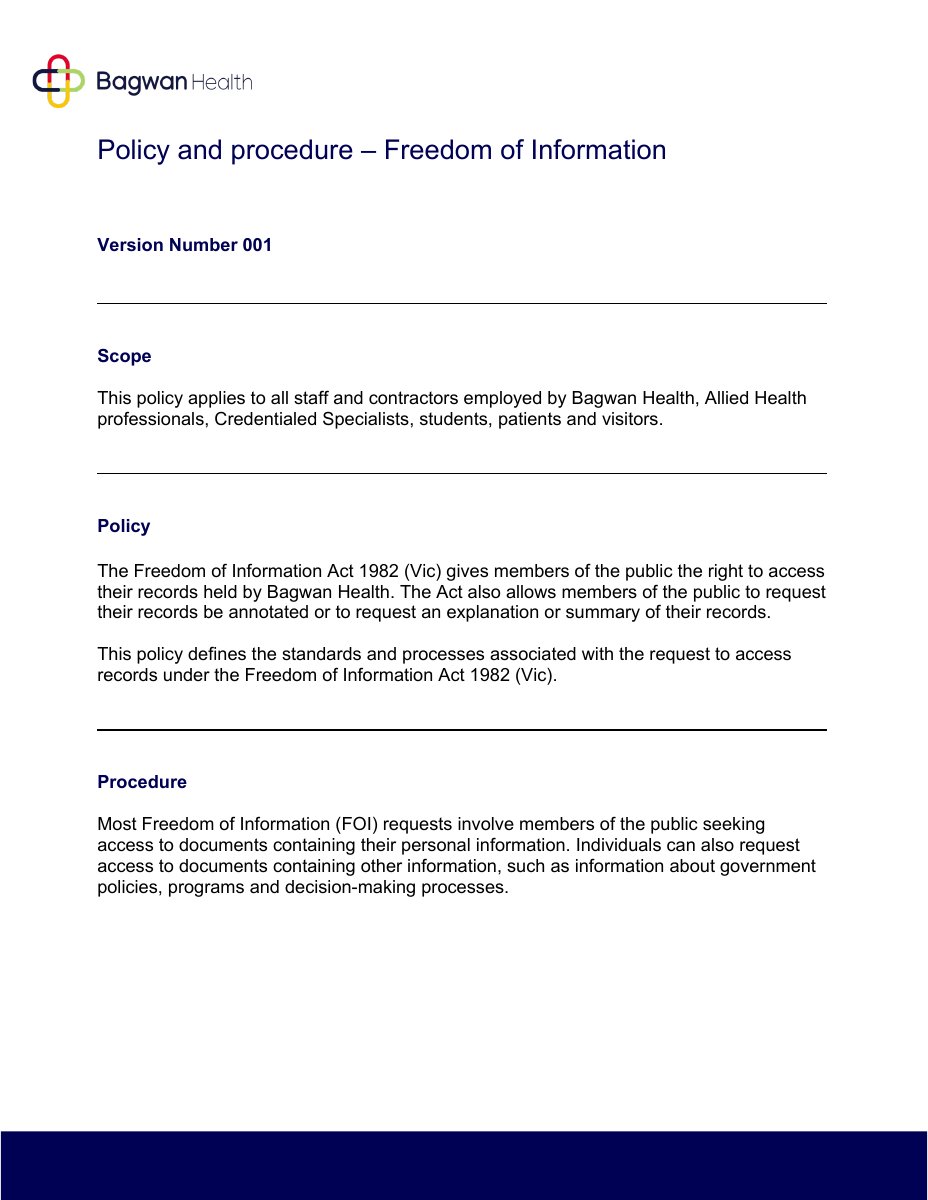 Bagwan Health
Policy and procedure – Freedom of Information
Version Number 001
Scope
This policy applies to all staff and contractors employed by Bagwan Health, Allied Health
professionals, Credentialed Specialists, students, patients and visitors.
Policy
The Freedom of Information Act 1982 (Vic) gives members of the public the right to access
their records held by Bagwan Health. The Act also allows members of the public to request
their records be annotated or to request an explanation or summary of their records.
This policy defines the standards and processes associated with the request to access
records under the Freedom of Information Act 1982 (Vic).
Procedure
Most Freedom of Information (FOI) requests involve members of the public seeking
access to documents containing their personal information. Individuals can also request
access to documents containing other information, such as information about government
policies, programs and decision-making processes.